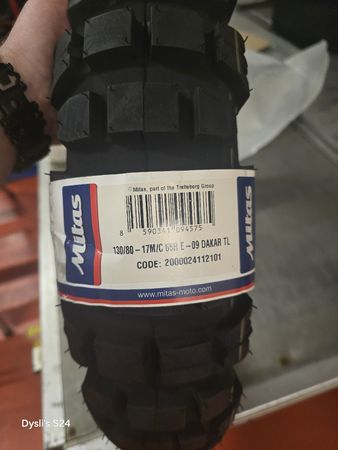 © Mitas, part of the Trelleborg Group
Mitas
8 590341 094575
130/80 - 17M/C 65R E - 09 DAKAR TL
CODE: 2000024112101
Mitas
www.mitas-moto.com
Dysli's S24